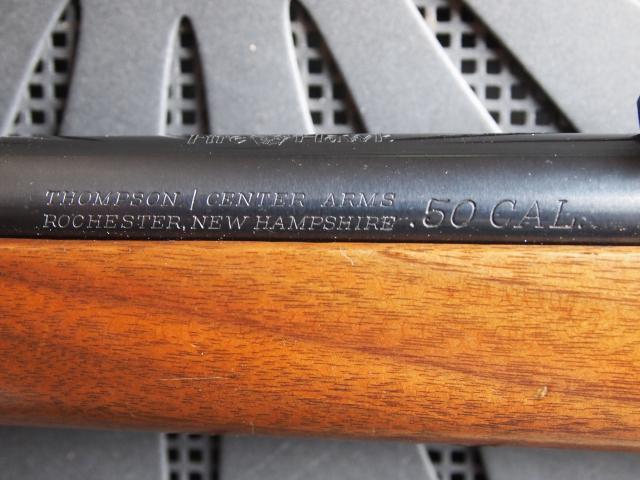 THOMPSON / CENTER ARMS
ROCHESTER, NEW HAMPSHIRE .50 CAL.